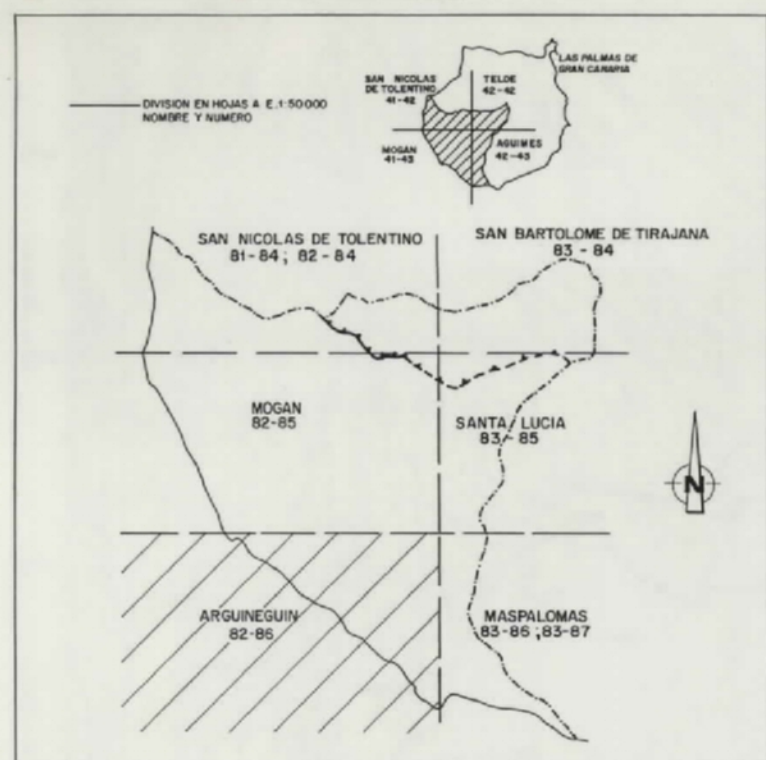 LAS PALMAS DE
GRAN CANARIA
SAN NICOLAS
DE TOLENTINO
41-42
TELDE
42-42
DIVISION EN HOJAS A E.1:50000
NOMBRE Y NUMERO
MOGAN
41-43
AGUIMES
42-43
SAN NICOLAS DE TOLENTINO
81-84 ; 82-84
SAN BARTOLOME DE TIRAJANA
83 - 84
MOGAN
82-85
SANTA LUCIA
83 - 85
N
ARGUINEGUIN
82-86
MASPALOMAS
83-86 ; 83-87